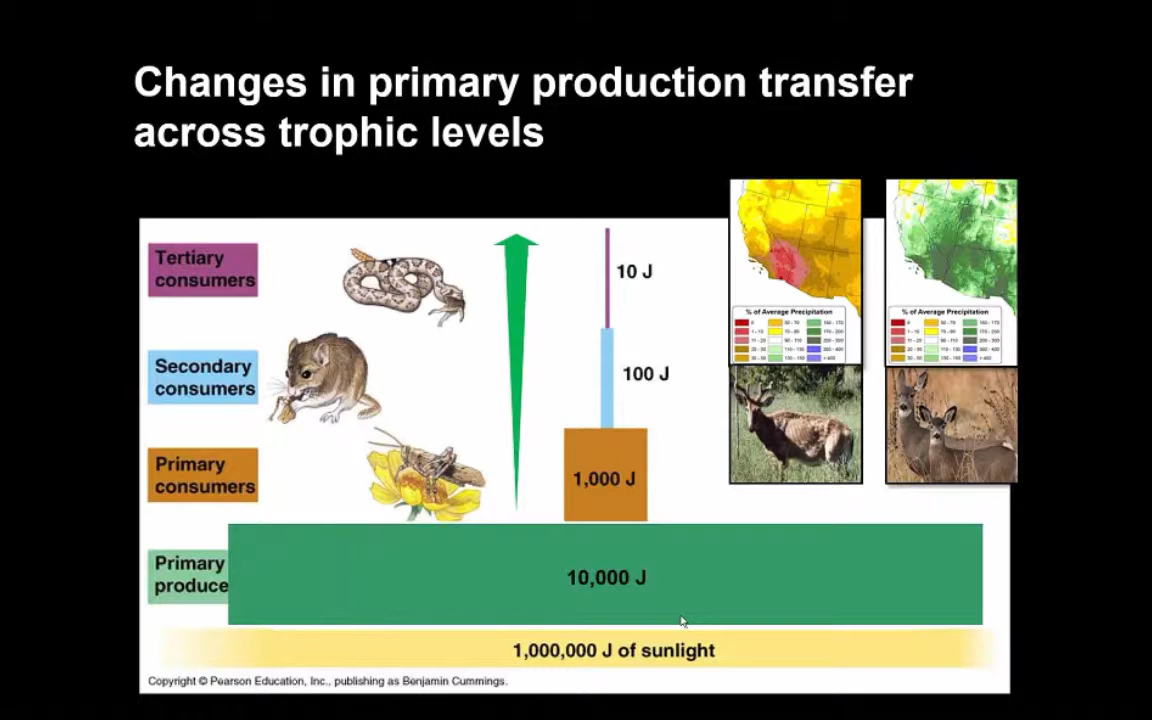 Changes in primary production transfer
across trophic levels
Tertiary
consumers
10 J
Secondary
consumers
100 J
Primary
consumers
1,000 J
Primary
produce
10,000 J
1,000,000 J of sunlight
Copyright © Pearson Education, Inc., publishing as Benjamin Cummings.
% of Average Precipitation
% of Average Precipitation